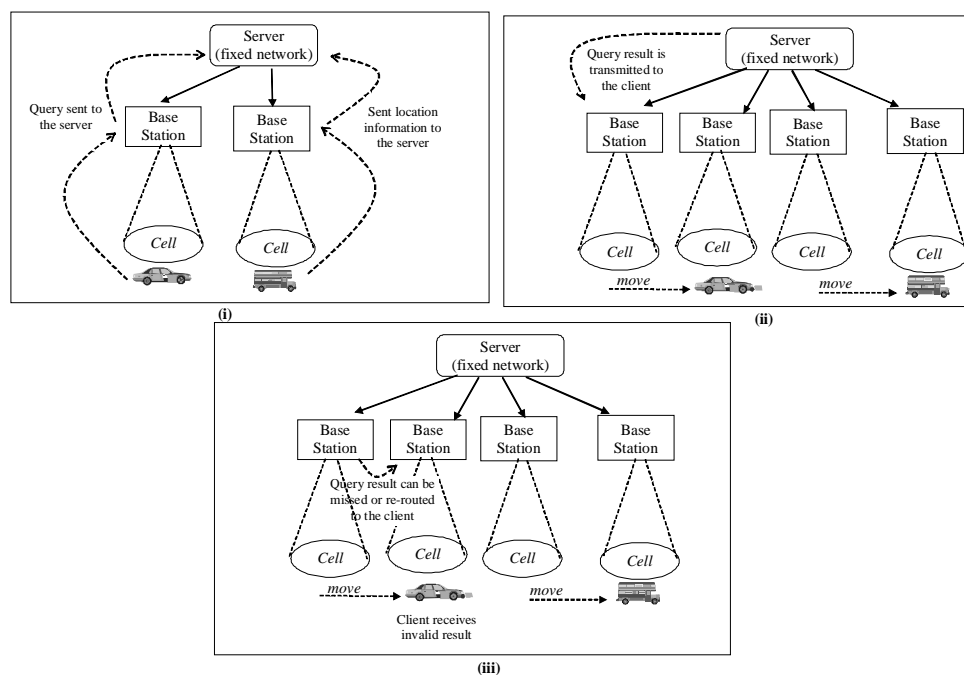 Server
(fixed network)
Query sent to
the server
Base
Station
Base
Station
Sent location
information to
the server
Cell
Cell
(i)
Server
(fixed network)
Query result is
transmitted to
the client
Base
Station
Base
Station
Base
Station
Base
Station
Cell
Cell
Cell
Cell
move
move
(ii)
Server
(fixed network)
Base
Station
Base
Station
Base
Station
Base
Station
Query result can be
missed or re-routed
to the client
Cell
Cell
Cell
Cell
move
move
Client receives
invalid result
(iii)